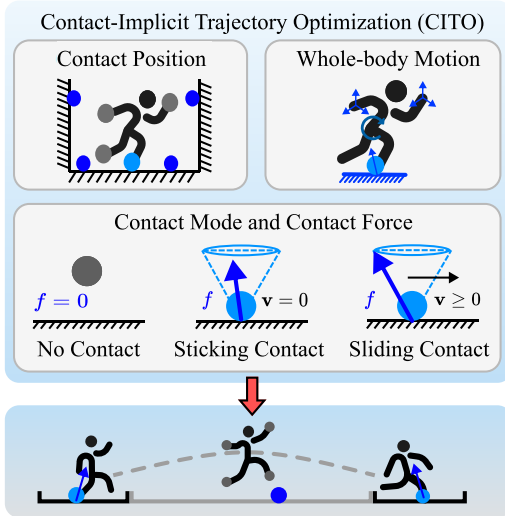 Contact-Implicit Trajectory Optimization (CITO)
Contact Position
Whole-body Motion
Contact Mode and Contact Force
f = 0
f
v = 0
f
v ≥ 0
No Contact
Sticking Contact
Sliding Contact